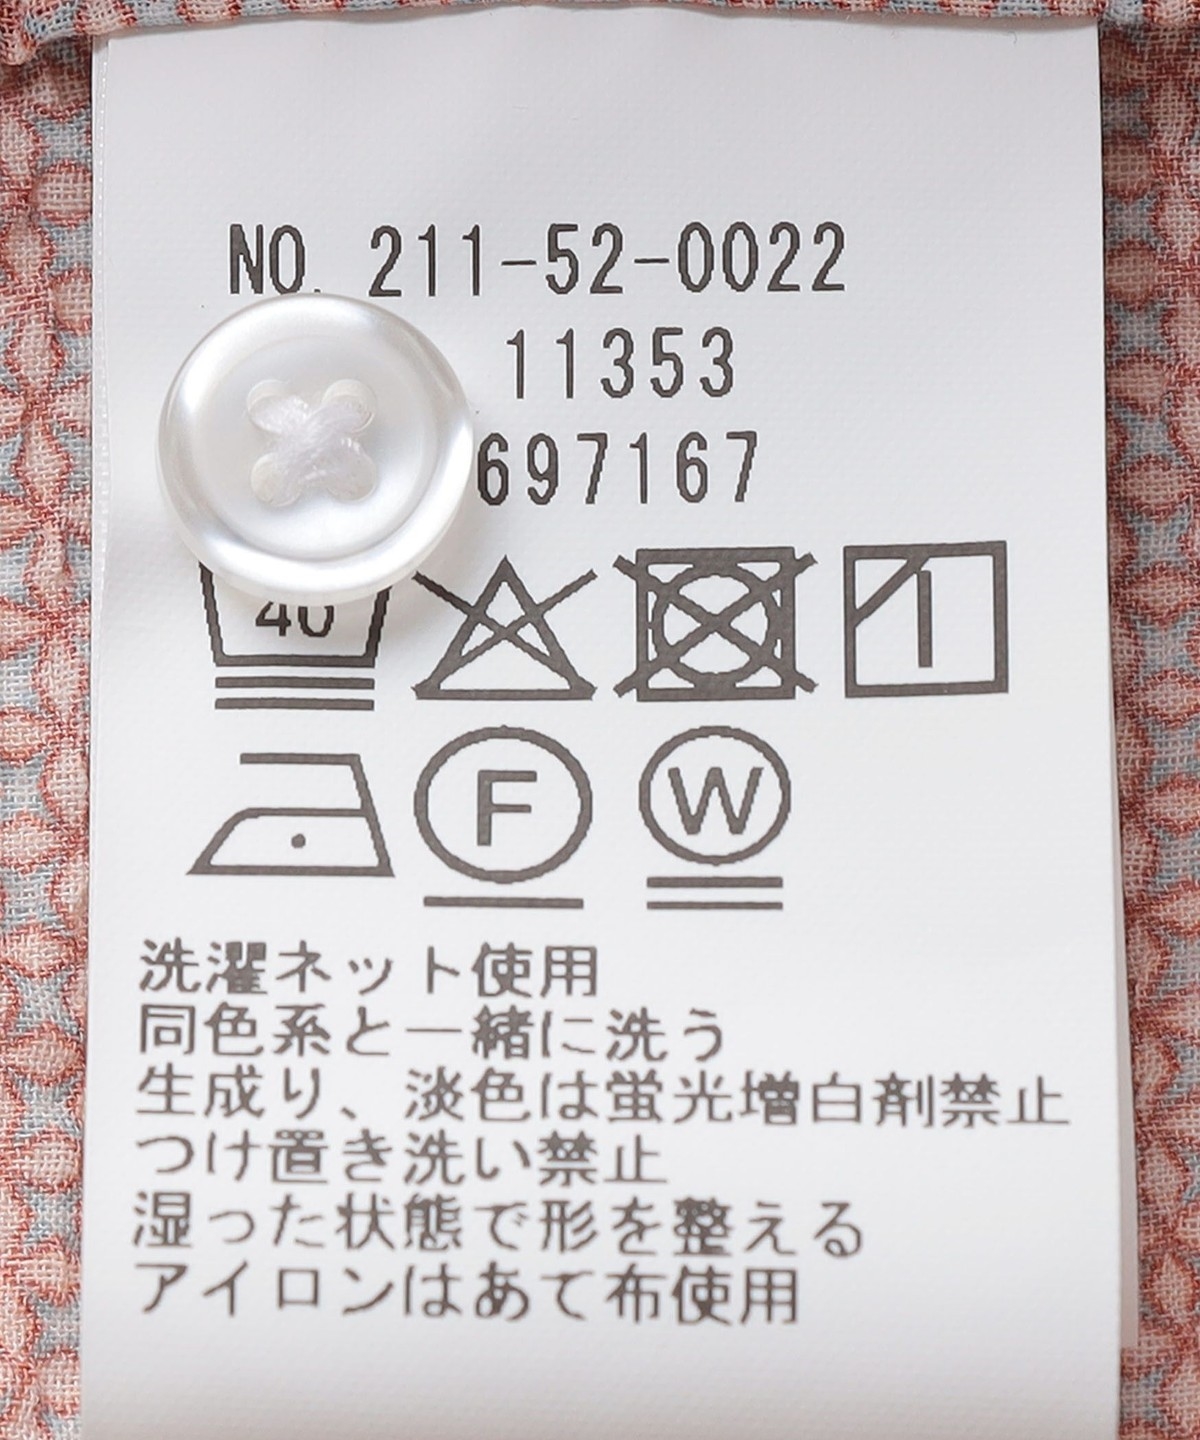 NO. 211-52-0022
11353
697167
40
F W
洗濯ネット使用
同色系と一緒に洗う
生成り、淡色は蛍光増白剤禁止
つけ置き洗い禁止
湿った状態で形を整える
アイロンはあて布使用